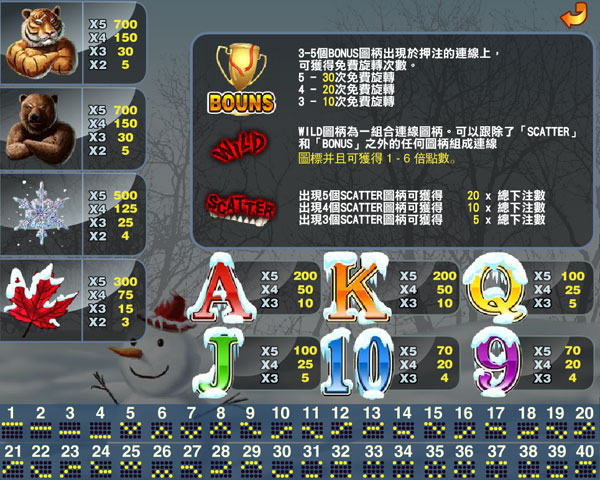 X5 700
X4 150
X3 30
X2 5
X5 700
X4 150
X3 30
X2 5
X5 500
X4 125
X3 25
X2 4
X5 300
X4 75
X3 15
X2 3
BOUNS
3-5個BONUS圖柄出現於押注的連線上，
可獲得免費旋轉次數。
5 - 30次免費旋轉
4 - 20次免費旋轉
3 - 10次免費旋轉
WILD
WILD圖柄為一組合連線圖柄。可以跟除了「SCATTER」
和「BONUS」之外的任何圖柄組成連線
圖標并且可獲得 1 - 6 倍點數。
SCATTER
出現5個SCATTER圖柄可獲得 20 x 總下注數
出現4個SCATTER圖柄可獲得 10 x 總下注數
出現3個SCATTER圖柄可獲得 5 x 總下注數
A
X5 200
X4 50
X3 10
K
X5 200
X4 50
X3 10
Q
X5 100
X4 25
X3 5
J
X5 100
X4 25
X3 5
10
X5 70
X4 20
X3 4
9
X5 70
X4 20
X3 4
1 2 3 4 5 6 7 8 9 10 11 12 13 14 15 16 17 18 19 20
21 22 23 24 25 26 27 28 29 30 31 32 33 34 35 36 37 38 39 40